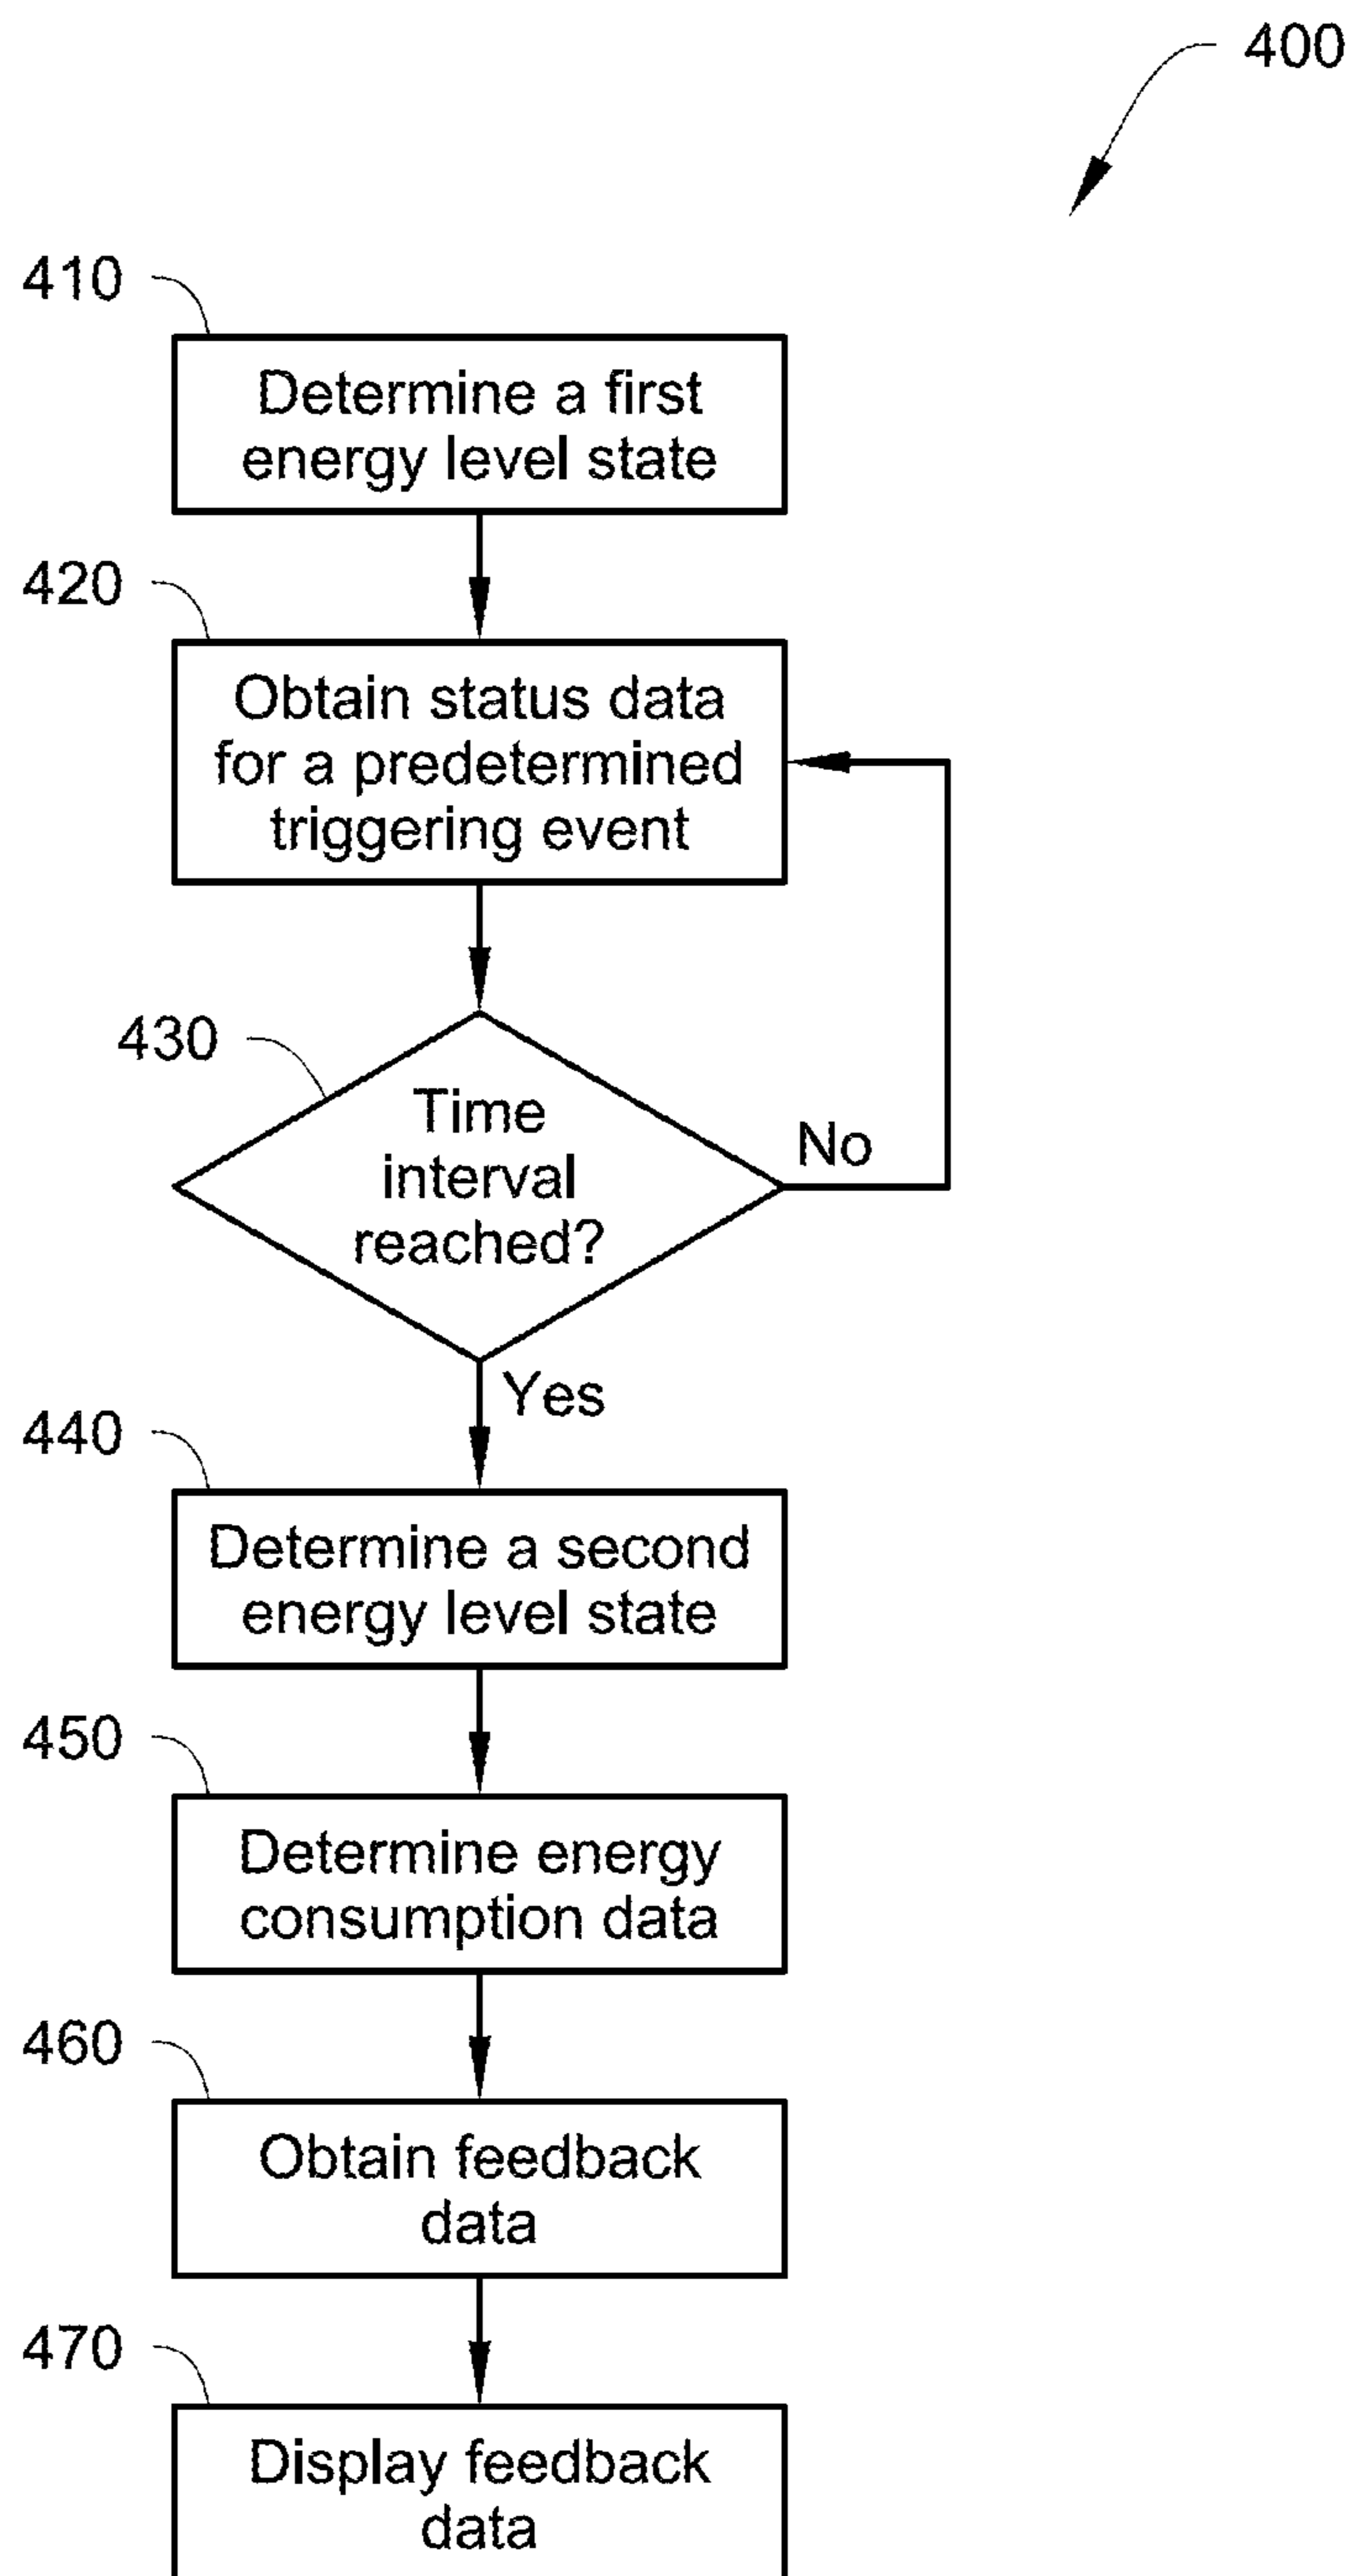 400
410
Determine a first
energy level state
420
Obtain status data
for a predetermined
triggering event
430
Time
interval
reached?
No
Yes
440
Determine a second
energy level state
450
Determine energy
consumption data
460
Obtain feedback
data
470
Display feedback
data